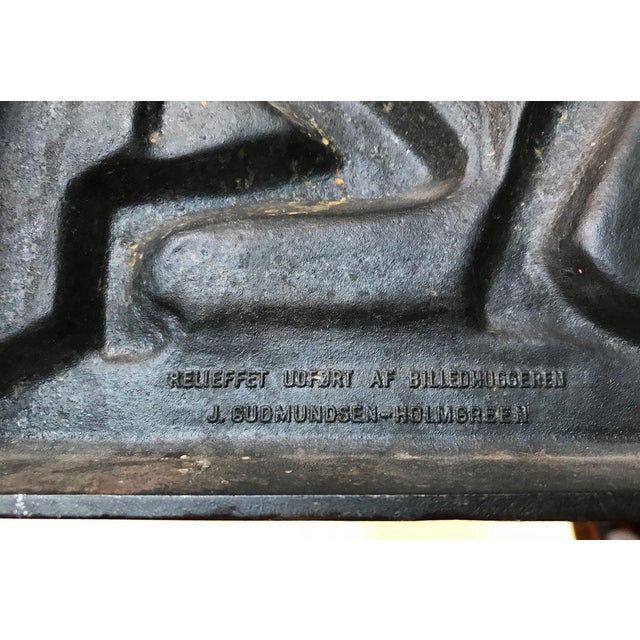 RELIEFFET UDFØRT AF BILLEDHUGGEREN
J. GUDMUNDSEN-HOLMGREEN